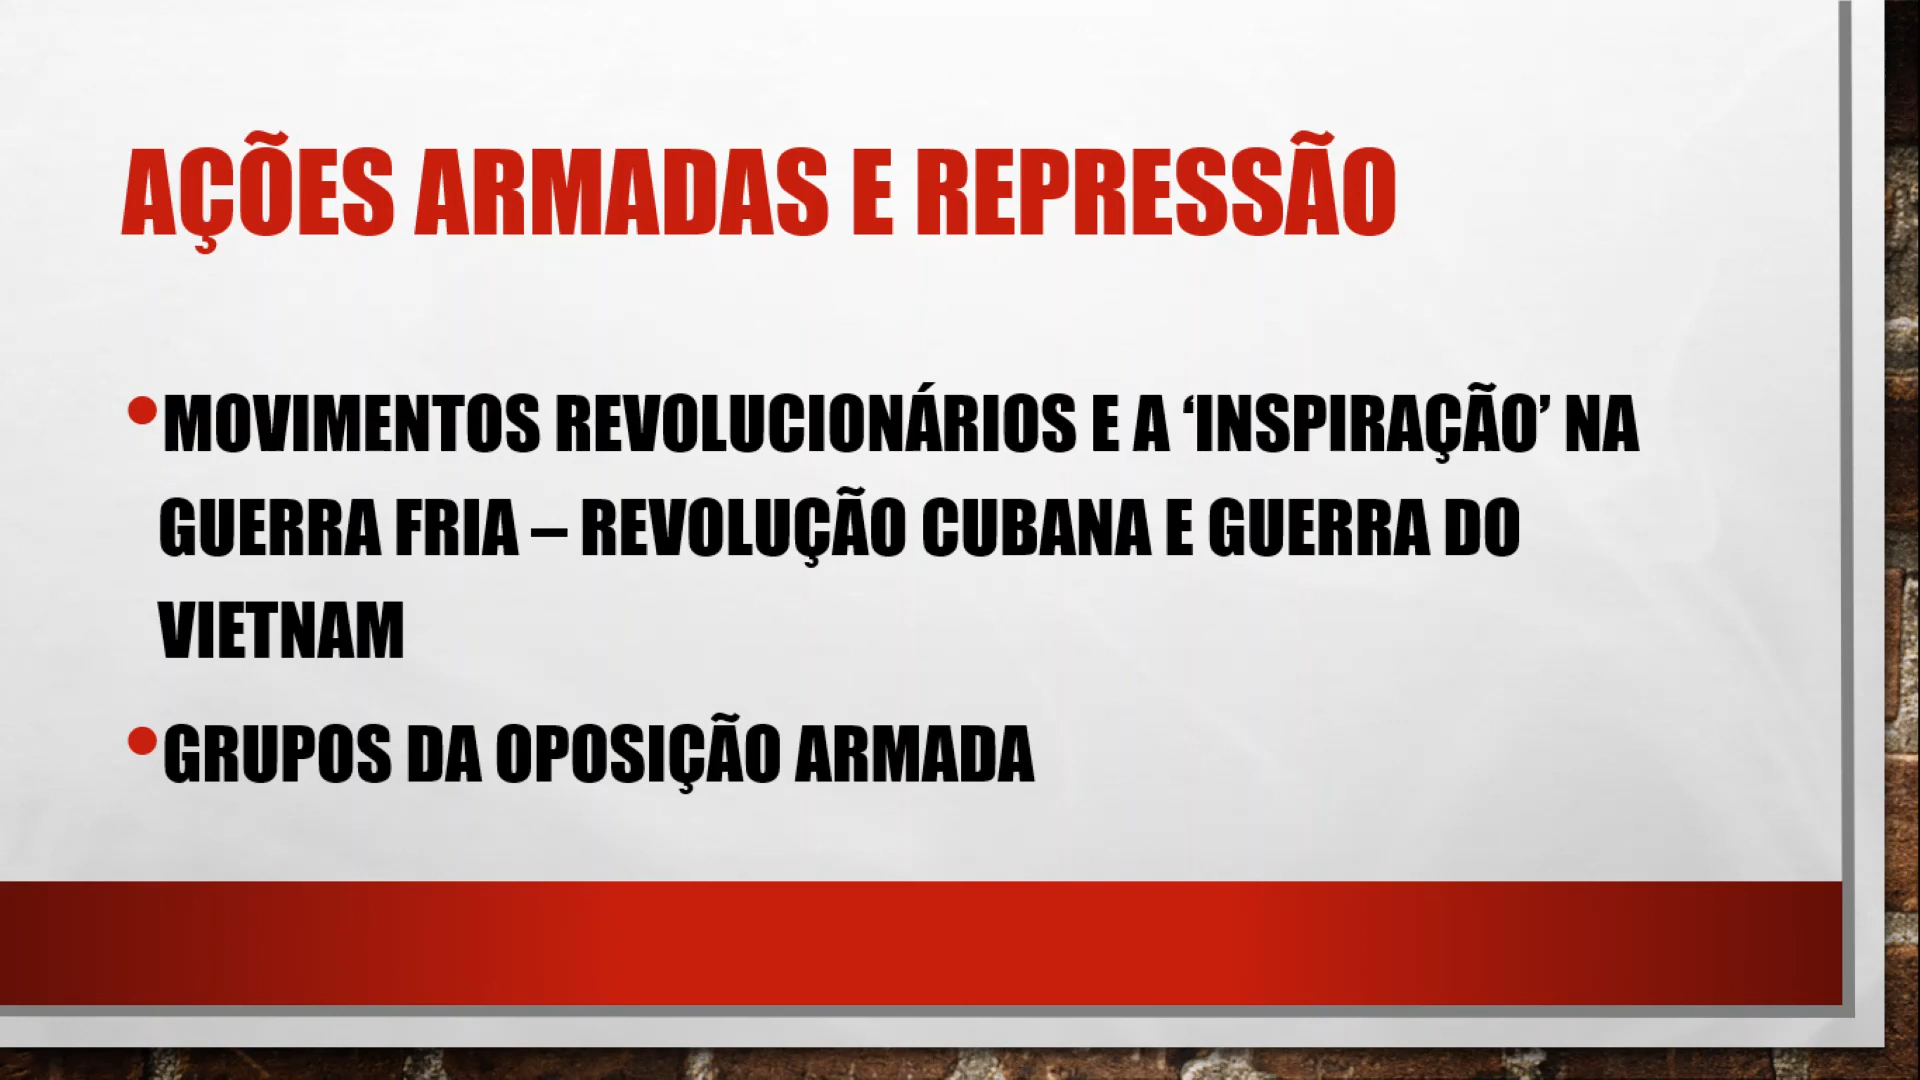 AÇÕES ARMADAS E REPRESSÃO
•MOVIMENTOS REVOLUCIONÁRIOS E A ‘INSPIRAÇÃO’ NA
GUERRA FRIA – REVOLUÇÃO CUBANA E GUERRA DO
VIETNAM
•GRUPOS DA OPOSIÇÃO ARMADA